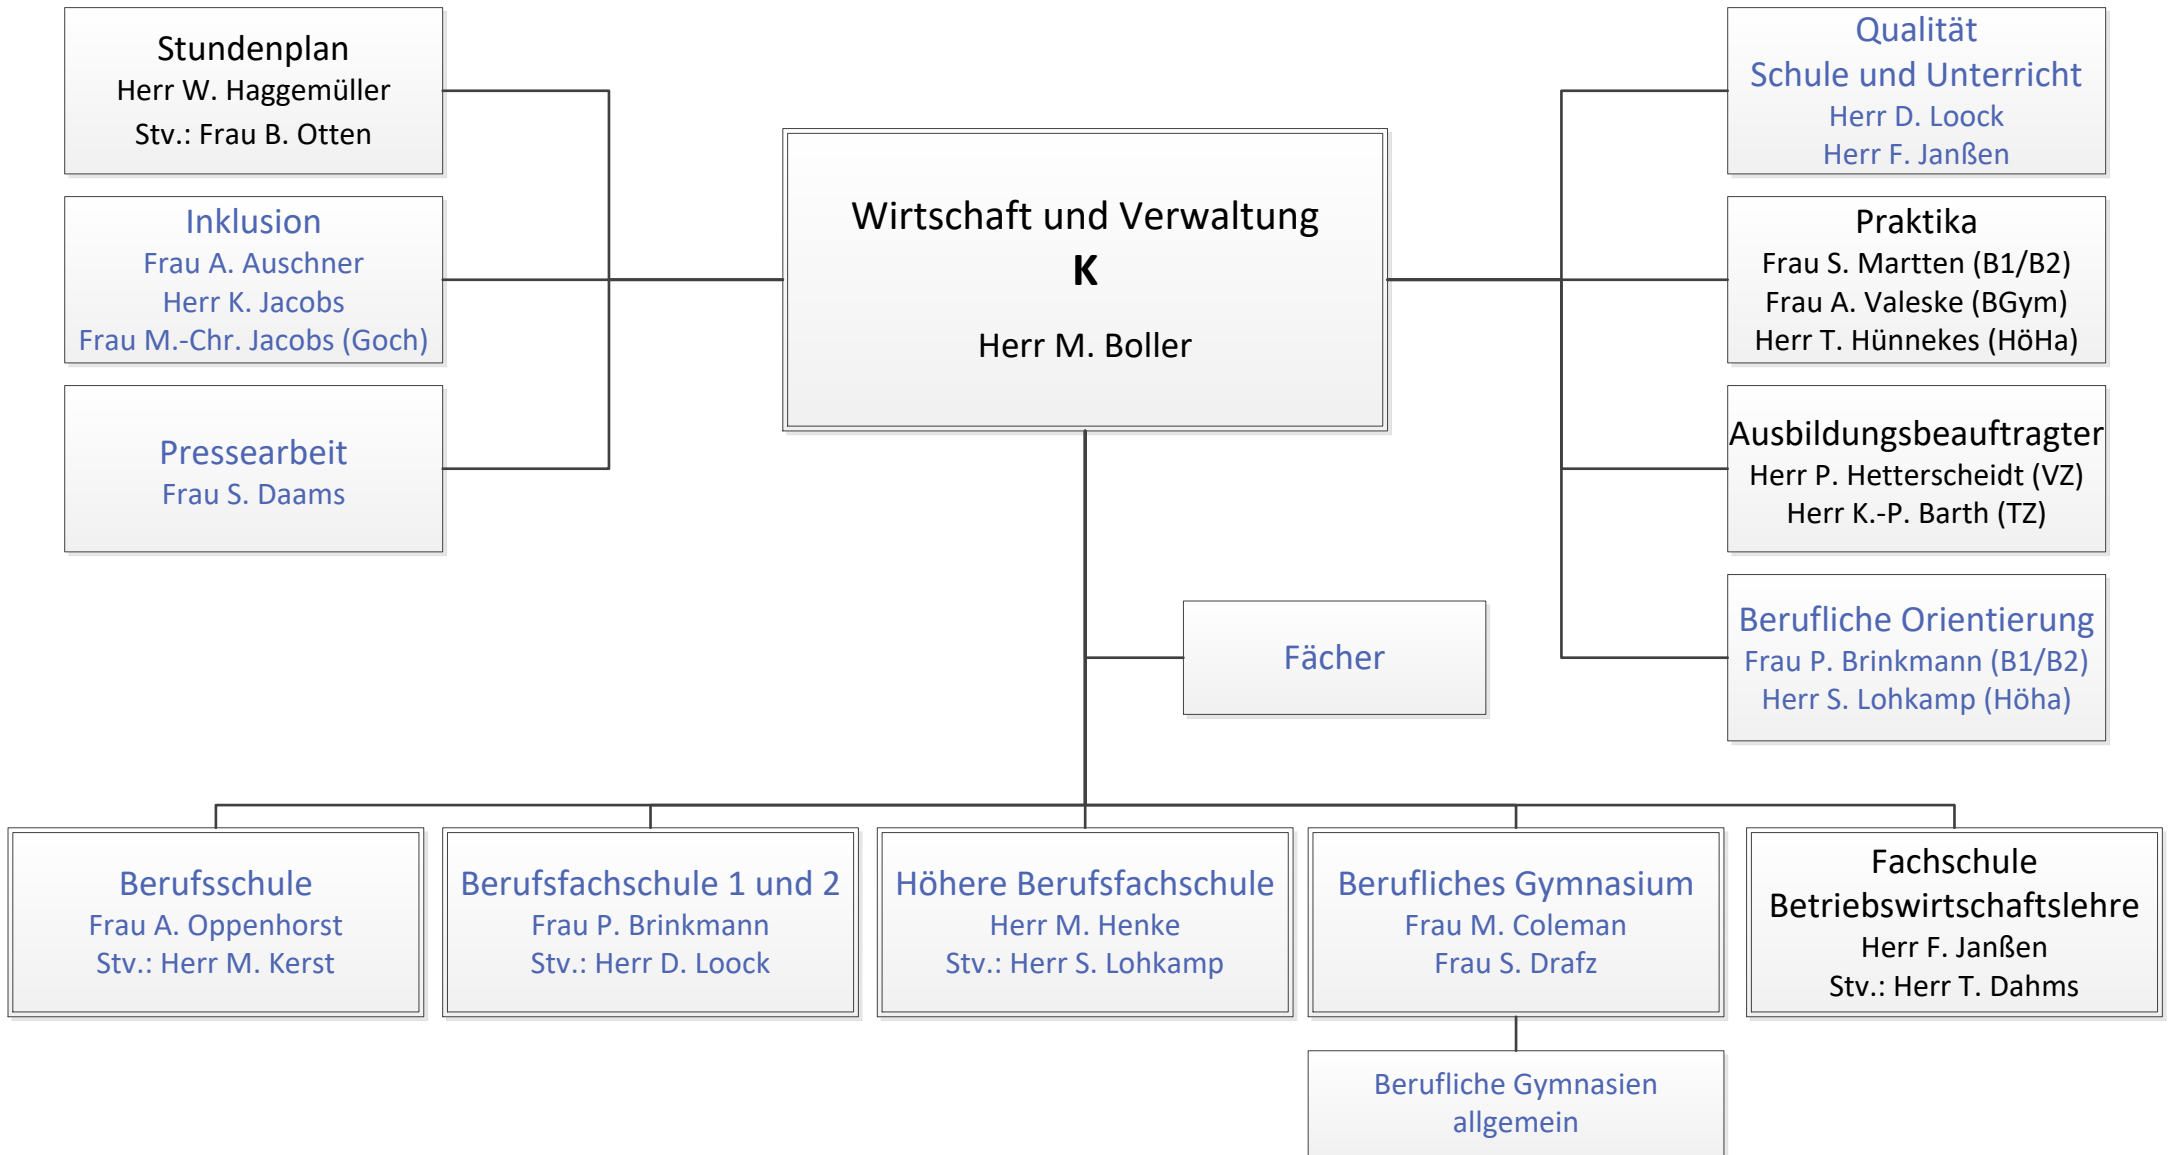 Stundenplan
Herr W. Haggemüller
Stv.: Frau B. Otten
Inklusion
Frau A. Auschner
Herr K. Jacobs
Frau M.-Chr. Jacobs (Goch)
Pressearbeit
Frau S. Daams
Wirtschaft und Verwaltung
K
Herr M. Boller
Qualität
Schule und Unterricht
Herr D. Loock
Herr F. Janßen
Praktika
Frau S. Martten (B1/B2)
Frau A. Valeske (BGym)
Herr T. Hünnekes (HöHa)
Ausbildungsbeauftragter
Herr P. Hetterscheidt (VZ)
Herr K.-P. Barth (TZ)
Berufliche Orientierung
Frau P. Brinkmann (B1/B2)
Herr S. Lohkamp (Höha)
Fächer
Berufsschule
Frau A. Oppenhorst
Stv.: Herr M. Kerst
Berufsfachschule 1 und 2
Frau P. Brinkmann
Stv.: Herr D. Loock
Höhere Berufsfachschule
Herr M. Henke
Stv.: Herr S. Lohkamp
Berufliches Gymnasium
Frau M. Coleman
Frau S. Drafz
Fachschule
Betriebswirtschaftslehre
Herr F. Janßen
Stv.: Herr T. Dahms
Berufliche Gymnasien
allgemein